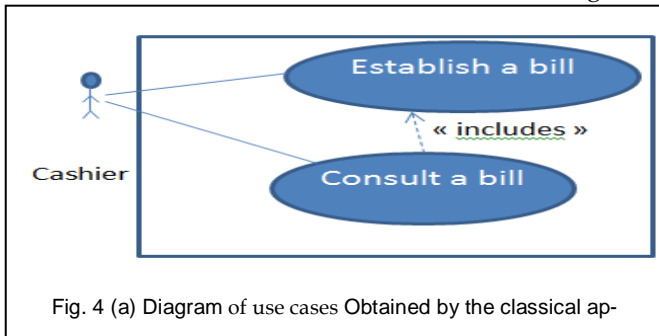 Establish a bill
« includes »
Cashier
Consult a bill
Fig. 4 (a) Diagram of use cases Obtained by the classical ap-